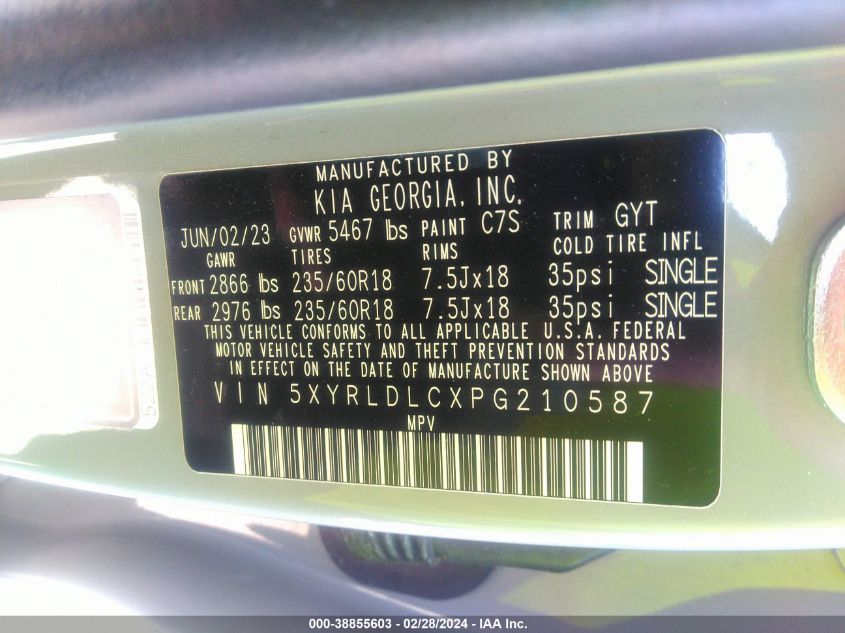 MANUFACTURED BY
KIA GEORGIA, INC.
JUN/02/23 GVWR 5467 lbs PAINT C7S TRIM GYT
GAWR TIRES RIMS COLD TIRE INFL
FRONT 2866 lbs 235/60R18 7.5Jx18 35psi SINGLE
REAR 2976 lbs 235/60R18 7.5Jx18 35psi SINGLE
THIS VEHICLE CONFORMS TO ALL APPLICABLE U.S.A. FEDERAL
MOTOR VEHICLE SAFETY AND THEFT PREVENTION STANDARDS
IN EFFECT ON THE DATE OF MANUFACTURE SHOWN ABOVE
VIN 5XYRLDLCXPG210587
MPV
000-38855603 - 02/28/2024 - IAA Inc.